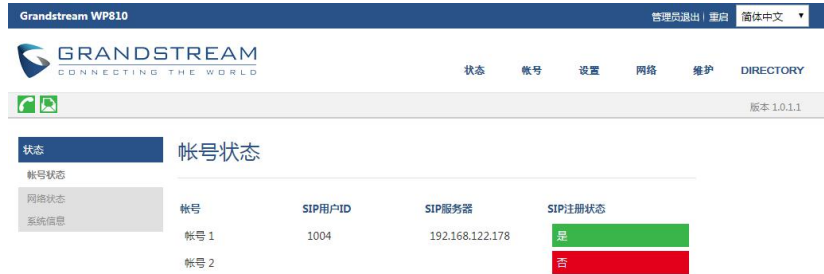 Grandstream WP810 管理员退出 | 重启 简体中文
GRANDSTREAM
CONNECTING THE WORLD
状态 帐号 设置 网络 维护 DIRECTORY
版本 1.0.1.1
状态
帐号状态
网络状态
系统信息
帐号状态
帐号 SIP用户ID SIP服务器 SIP注册状态
帐号 1 1004 192.168.122.178 是
帐号 2 否